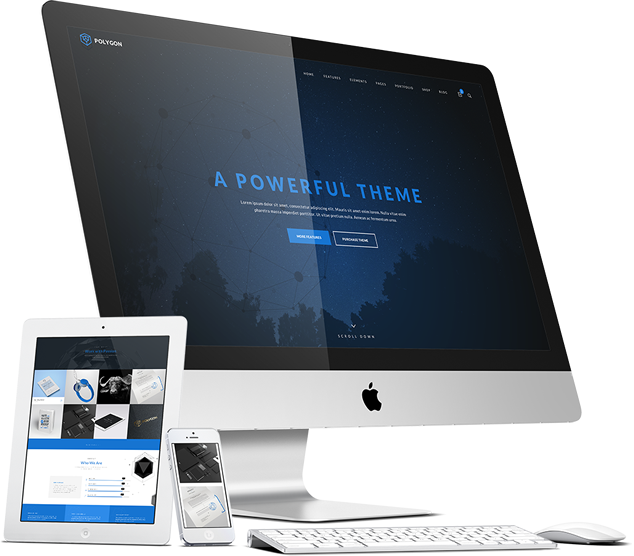 POLYGON
HOME FEATURES ELEMENTS PAGES PORTFOLIO SHOP BLOG
A POWERFUL THEME
Lorem ipsum dolor sit amet, consectetur adipiscing elit. Mauris sit amet enim lorem. Nulla vitae enim
pharetra massa imperdiet porttitor. Ut vitae pretium nulla. Aenean ac fermentum urna.
MORE FEATURES PURCHASE THEME
SCROLL DOWN
Who We Are